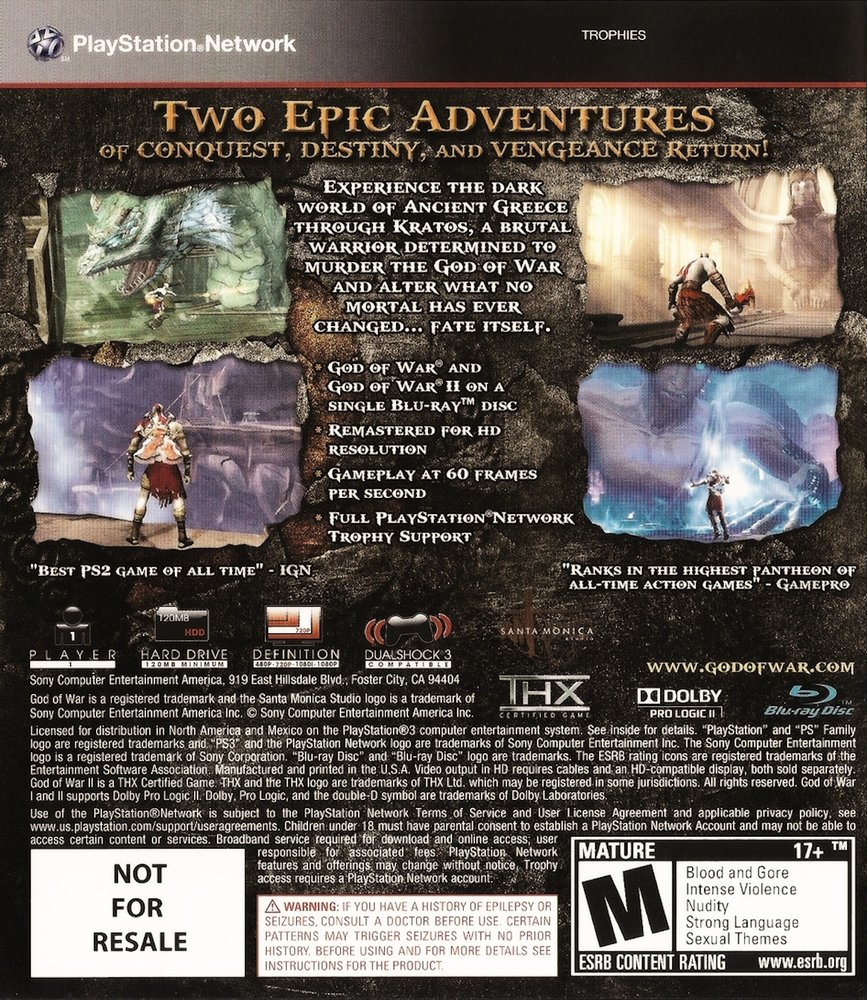 PlayStation®Network
SM
TROPHIES
Two Epic Adventures
of conquest, destiny, and vengeance Return!
Experience the dark
world of Ancient Greece
through Kratos, a brutal
warrior determined to
murder the God of War
and alter what no
mortal has ever
changed... fate itself.
* God of War® and
God of War® II on a
single Blu-ray™ disc
* Remastered for HD
resolution
* Gameplay at 60 frames
per second
* Full PlayStation®Network
Trophy Support
"Best PS2 game of all time" - IGN
"Ranks in the highest pantheon of
all-time action games" - Gamepro
1
PLAYER
120MB
HDD
HARD DRIVE
120MB MINIMUM
720P
DEFINITION
480P•720P•1080i•1080P
DUALSHOCK 3
COMPATIBLE
SANTA MONICA
STUDIO
WWW.GODOFWAR.COM
Sony Computer Entertainment America, 919 East Hillsdale Blvd., Foster City, CA 94404
God of War is a registered trademark and the Santa Monica Studio logo is a trademark of
Sony Computer Entertainment America Inc. © Sony Computer Entertainment America Inc.
THX
CERTIFIED GAME
DOLBY
PRO LOGIC II
Blu-ray Disc™
Licensed for distribution in North America and Mexico on the PlayStation®3 computer entertainment system. See inside for details. "PlayStation" and "PS" Family
logo are registered trademarks and "PS3" and the PlayStation Network logo are trademarks of Sony Computer Entertainment Inc. The Sony Computer Entertainment
logo is a registered trademark of Sony Corporation. "Blu-ray Disc" and "Blu-ray Disc" logo are trademarks. The ESRB rating icons are registered trademarks of the
Entertainment Software Association. Manufactured and printed in the U.S.A. Video output in HD requires cables and an HD-compatible display, both sold separately.
God of War II is a THX Certified Game. THX and the THX logo are trademarks of THX Ltd. which may be registered in some jurisdictions. All rights reserved. God of War
I and II supports Dolby Pro Logic II. Dolby, Pro Logic, and the double-D symbol are trademarks of Dolby Laboratories.
Use of the PlayStation®Network is subject to the PlayStation Network Terms of Service and User License Agreement and applicable privacy policy, see
www.us.playstation.com/support/useragreements. Children under 18 must have parental consent to establish a PlayStation Network Account and may not be able to
access certain content or services. Broadband service required for download and online access; user
responsible for associated fees. PlayStation Network
features and offerings may change without notice. Trophy
access requires a PlayStation Network account.
NOT
FOR
RESALE
WARNING: IF YOU HAVE A HISTORY OF EPILEPSY OR
SEIZURES, CONSULT A DOCTOR BEFORE USE. CERTAIN
PATTERNS MAY TRIGGER SEIZURES WITH NO PRIOR
HISTORY. BEFORE USING AND FOR MORE DETAILS SEE
INSTRUCTIONS FOR THE PRODUCT.
MATURE 17+ ™
M
Blood and Gore
Intense Violence
Nudity
Strong Language
Sexual Themes
ESRB CONTENT RATING www.esrb.org